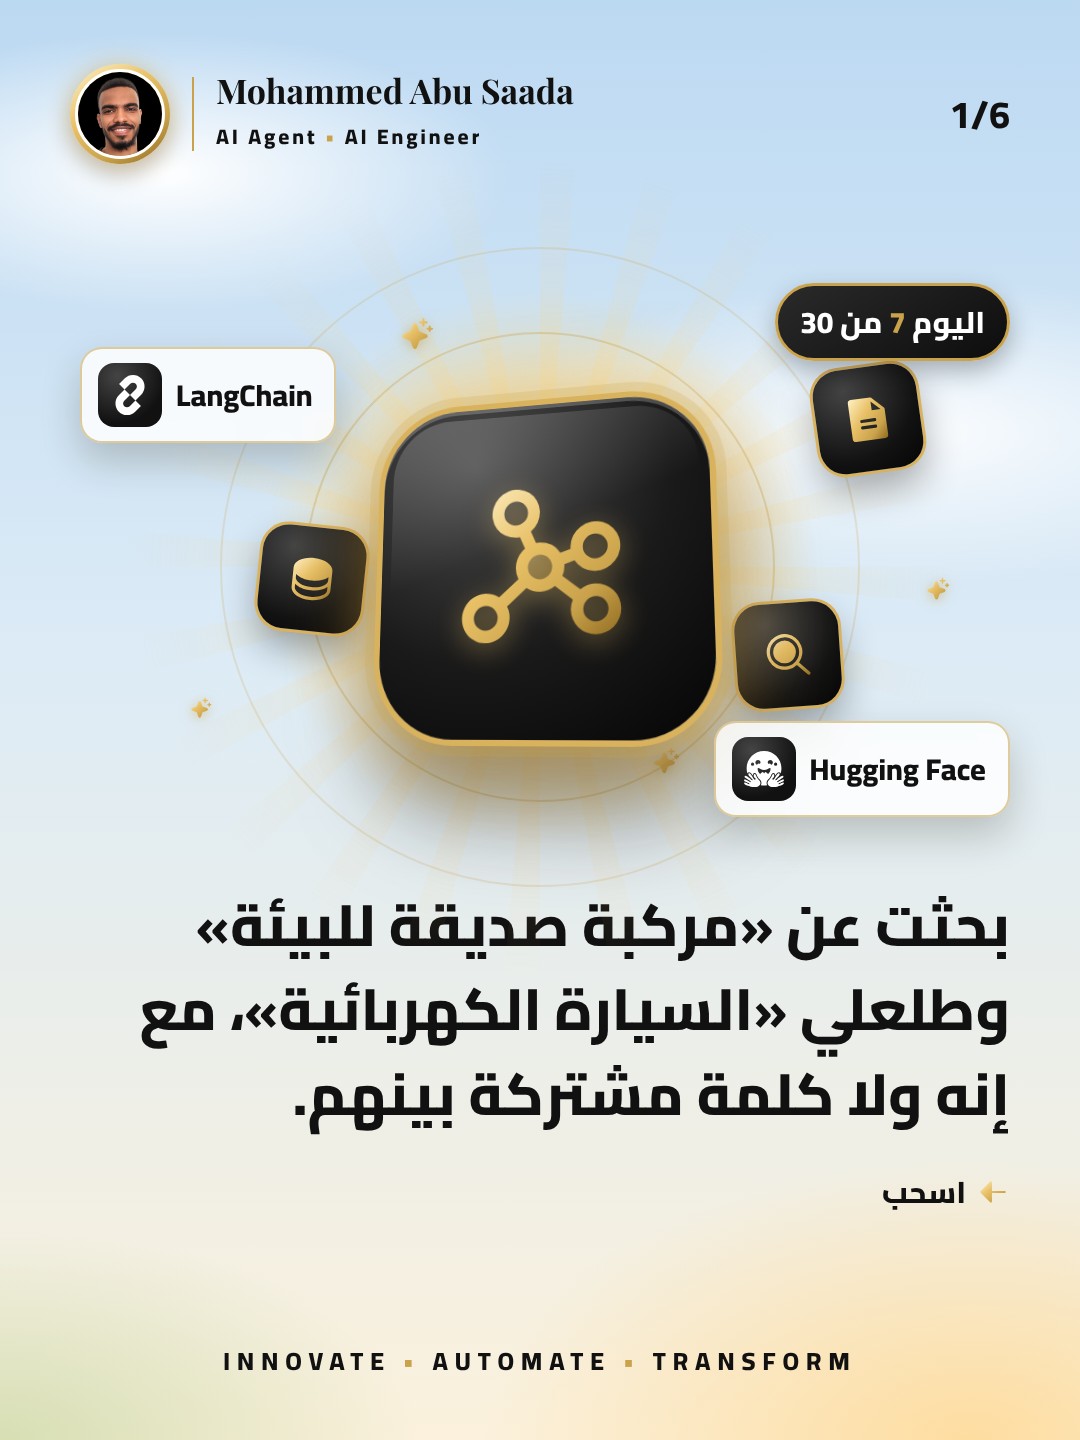 Mohammed Abu Saada
AI Agent ▪ AI Engineer
1/6
اليوم 7 من 30
LangChain
Hugging Face
بحثت عن «مركبة صديقة للبيئة»
وطلعلي «السيارة الكهربائية»، مع
إنه ولا كلمة مشتركة بينهم.
← اسحب
INNOVATE ▪ AUTOMATE ▪ TRANSFORM